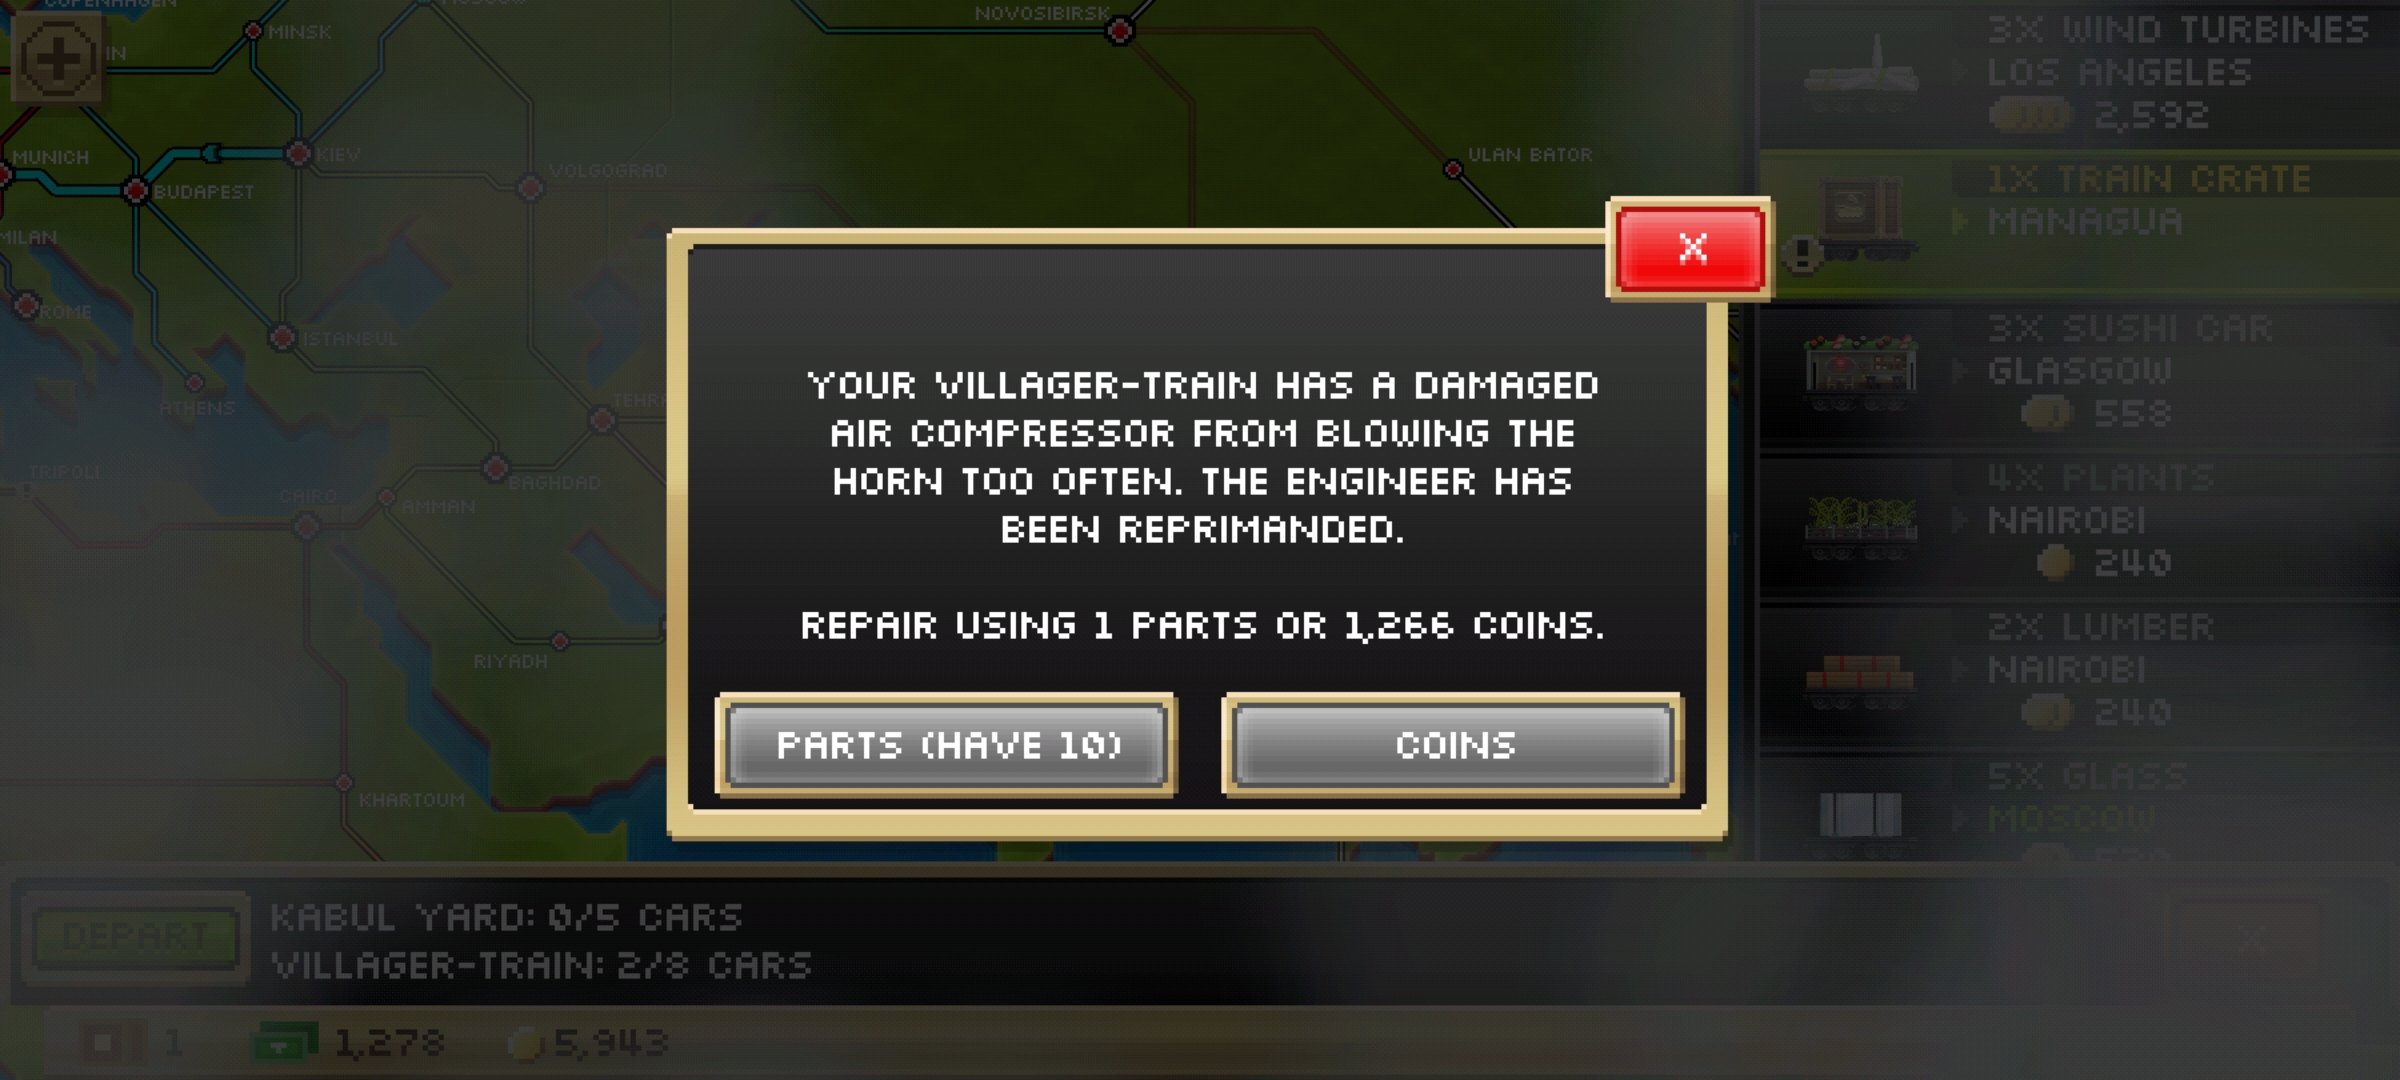 COPENHAGEN
MOSCOW
NOVOSIBIRSK
MINSK
IN
MUNICH
KIEV
BUDAPEST
VOLGOGRAD
ULAN BATOR
MILAN
ROME
ISTANBUL
ATHENS
TEHRA
TRIPOLI
CAIRO
BAGHDAD
AMMAN
RIYADH
KHARTOUM
3X WIND TURBINES
LOS ANGELES
2,592
1X TRAIN CRATE
MANAGUA
3X SUSHI CAR
GLASGOW
558
4X PLANTS
NAIROBI
240
2X LUMBER
NAIROBI
240
5X GLASS
MOSCOW
X
YOUR VILLAGER-TRAIN HAS A DAMAGED
AIR COMPRESSOR FROM BLOWING THE
HORN TOO OFTEN. THE ENGINEER HAS
BEEN REPRIMANDED.
REPAIR USING 1 PARTS OR 1,266 COINS.
PARTS (HAVE 10)
COINS
DEPART
KABUL YARD: 0/5 CARS
VILLAGER-TRAIN: 2/8 CARS
X
1
1,278
5,943